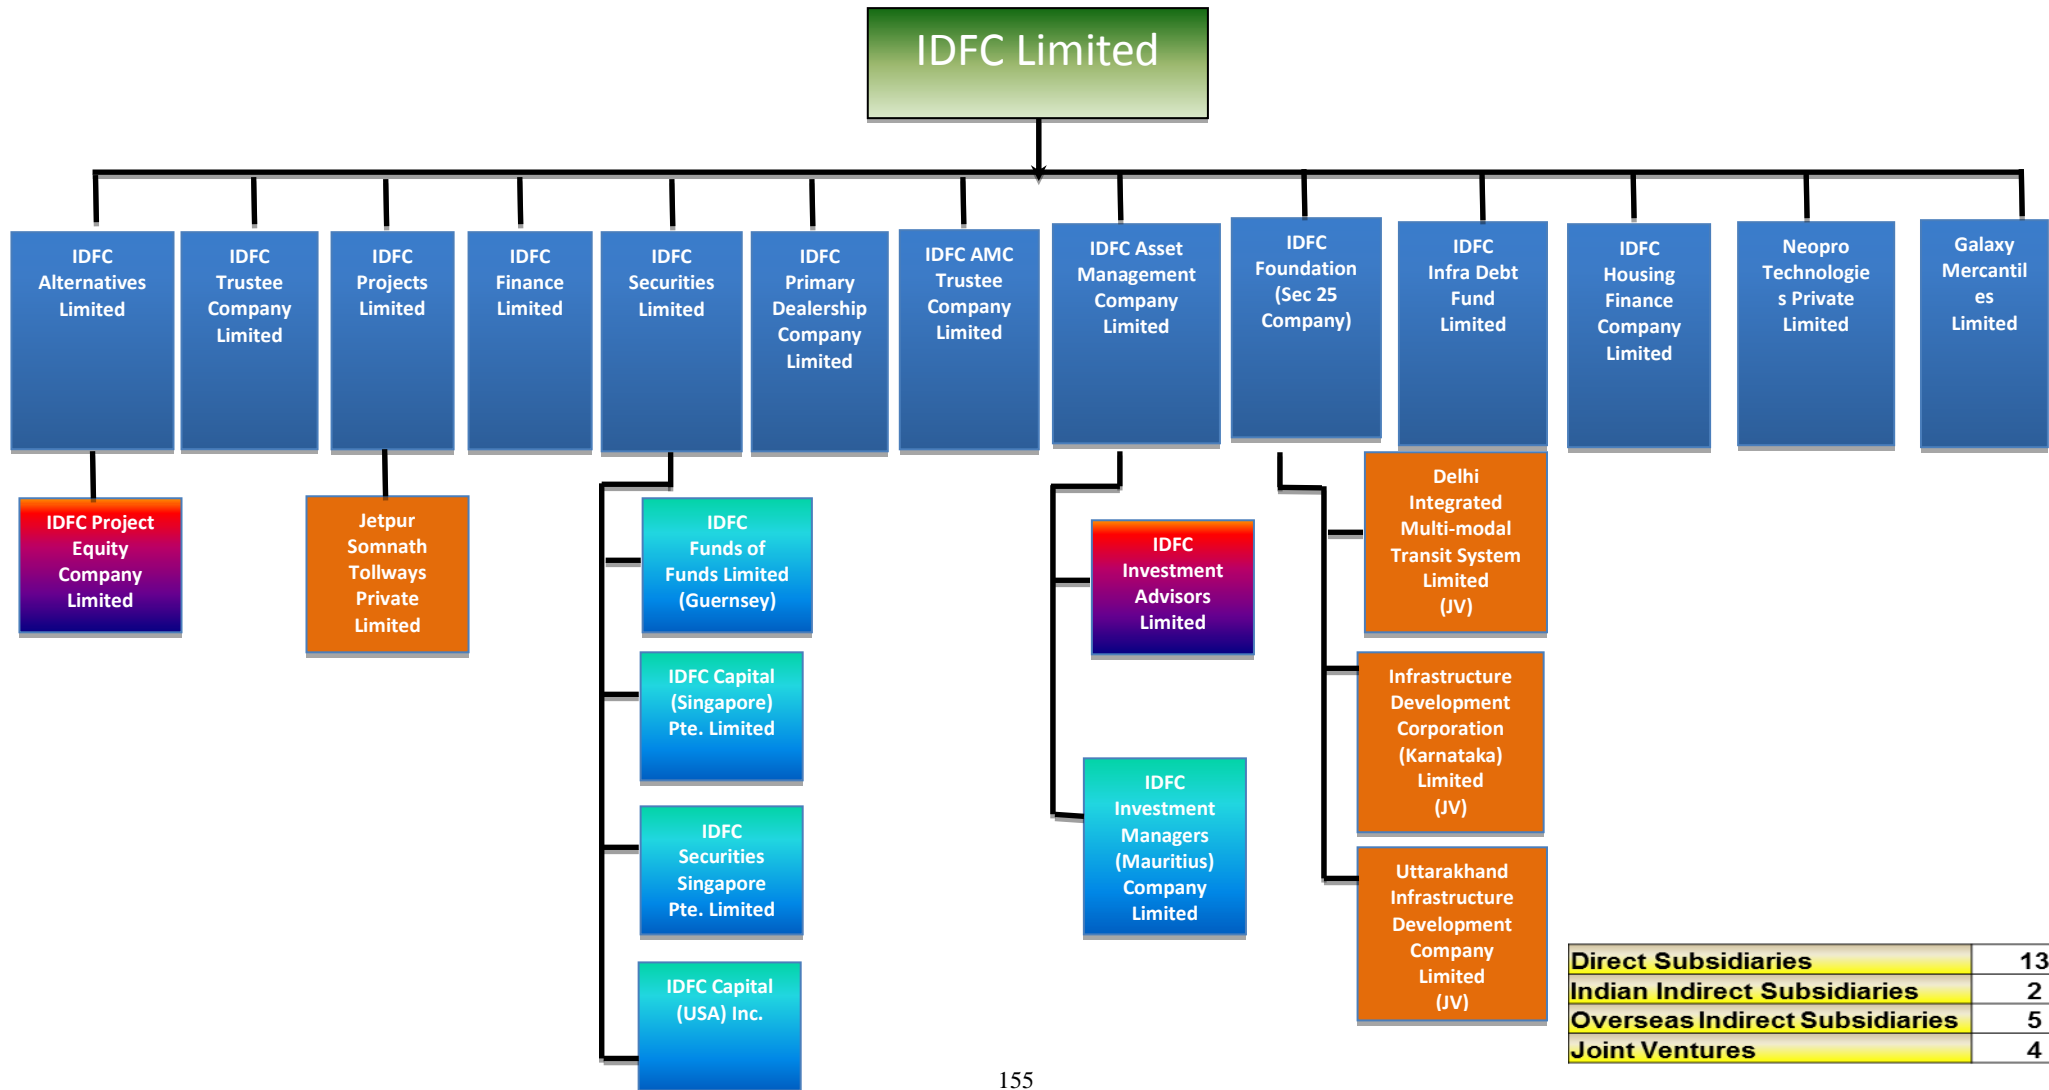 IDFC Limited
IDFC
Alternatives
Limited
IDFC
Trustee
Company
Limited
IDFC
Projects
Limited
IDFC
Finance
Limited
IDFC
Securities
Limited
IDFC
Primary
Dealership
Company
Limited
IDFC AMC
Trustee
Company
Limited
IDFC Asset
Management
Company
Limited
IDFC
Foundation
(Sec 25
Company)
IDFC
Infra Debt
Fund
Limited
IDFC
Housing
Finance
Company
Limited
Neopro
Technologie
s Private
Limited
Galaxy
Mercantil
es
Limited
IDFC Project
Equity
Company
Limited
Jetpur
Somnath
Tollways
Private
Limited
IDFC
Funds of
Funds Limited
(Guernsey)
IDFC Capital
(Singapore)
Pte. Limited
IDFC
Securities
Singapore
Pte. Limited
IDFC Capital
(USA) Inc.
IDFC
Investment
Advisors
Limited
IDFC
Investment
Managers
(Mauritius)
Company
Limited
Delhi
Integrated
Multi-modal
Transit System
Limited
(JV)
Infrastructure
Development
Corporation
(Karnataka)
Limited
(JV)
Uttarakhand
Infrastructure
Development
Company
Limited
(JV)
Direct Subsidiaries 13
Indian Indirect Subsidiaries 2
Overseas Indirect Subsidiaries 5
Joint Ventures 4
155